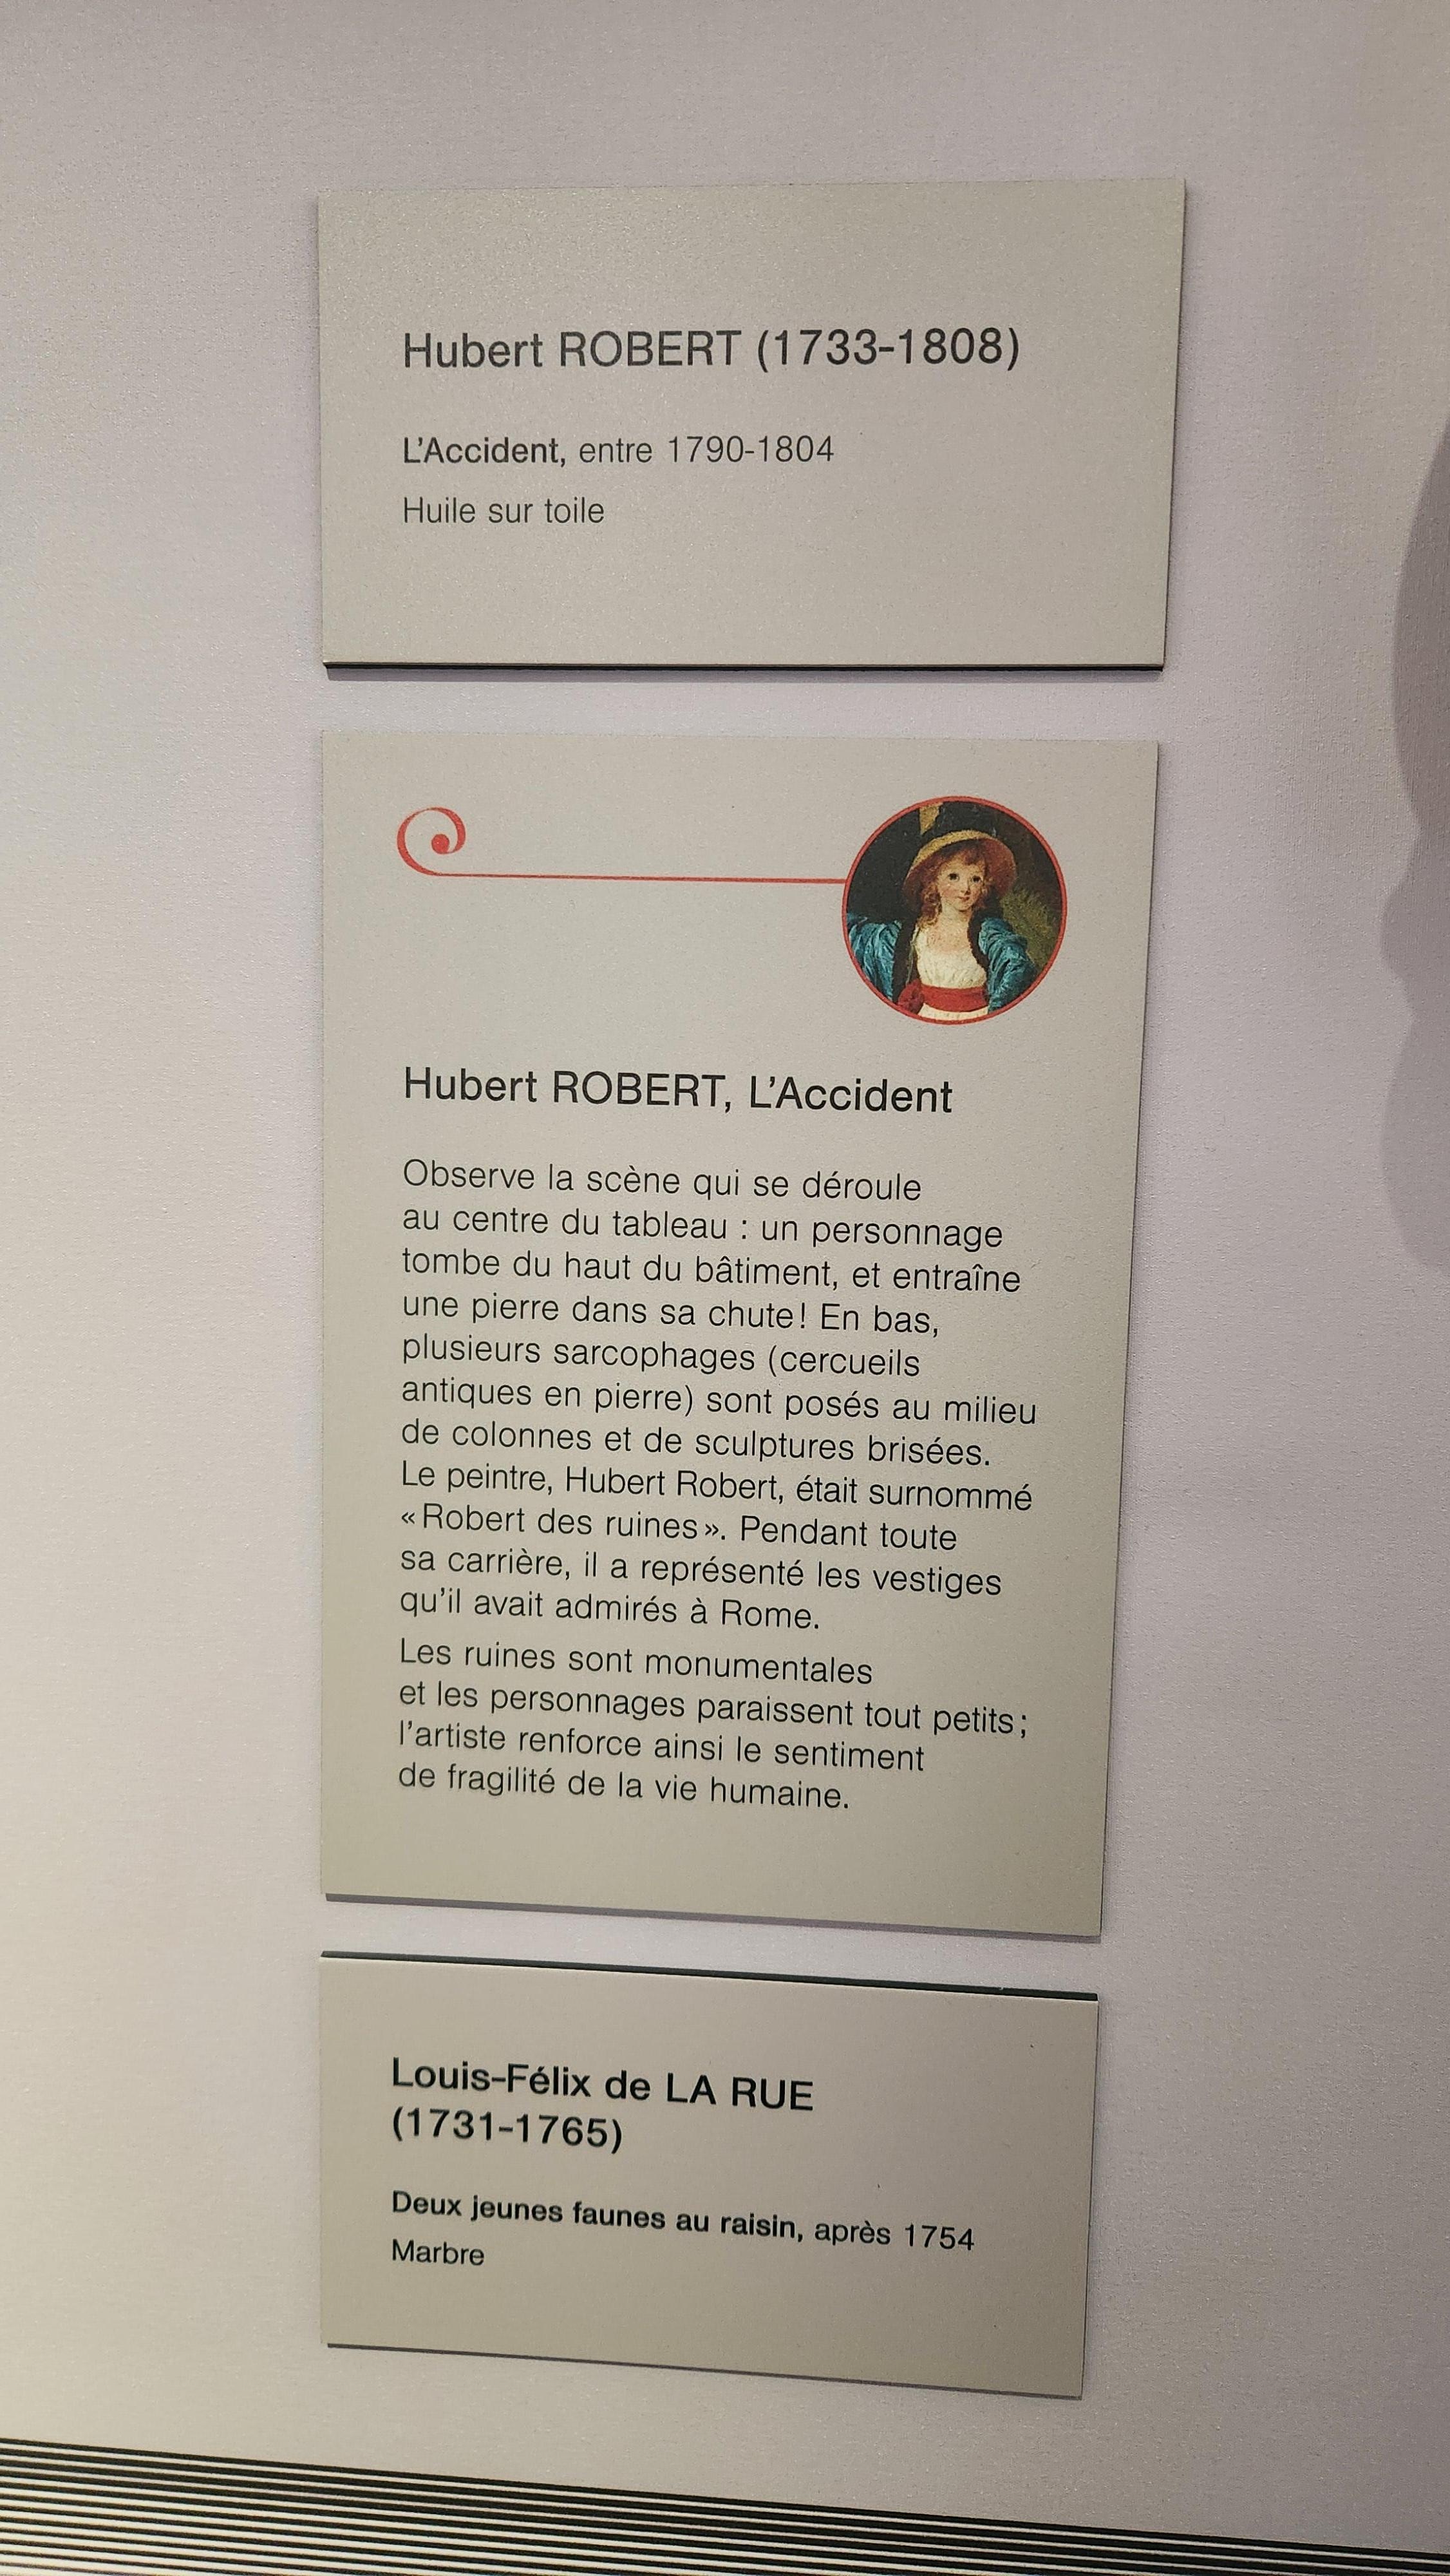 Hubert ROBERT (1733-1808)
L'Accident, entre 1790-1804
Huile sur toile
Hubert ROBERT, L'Accident
Observe la scène qui se déroule
au centre du tableau : un personnage
tombe du haut du bâtiment, et entraîne
une pierre dans sa chute! En bas,
plusieurs sarcophages (cercueils
antiques en pierre) sont posés au milieu
de colonnes et de sculptures brisées.
Le peintre, Hubert Robert, était surnommé
« Robert des ruines ». Pendant toute
sa carrière, il a représenté les vestiges
qu'il avait admirés à Rome.
Les ruines sont monumentales
et les personnages paraissent tout petits;
l'artiste renforce ainsi le sentiment
de fragilité de la vie humaine.
Louis-Félix de LA RUE
(1731-1765)
Deux jeunes faunes au raisin, après 1754
Marbre